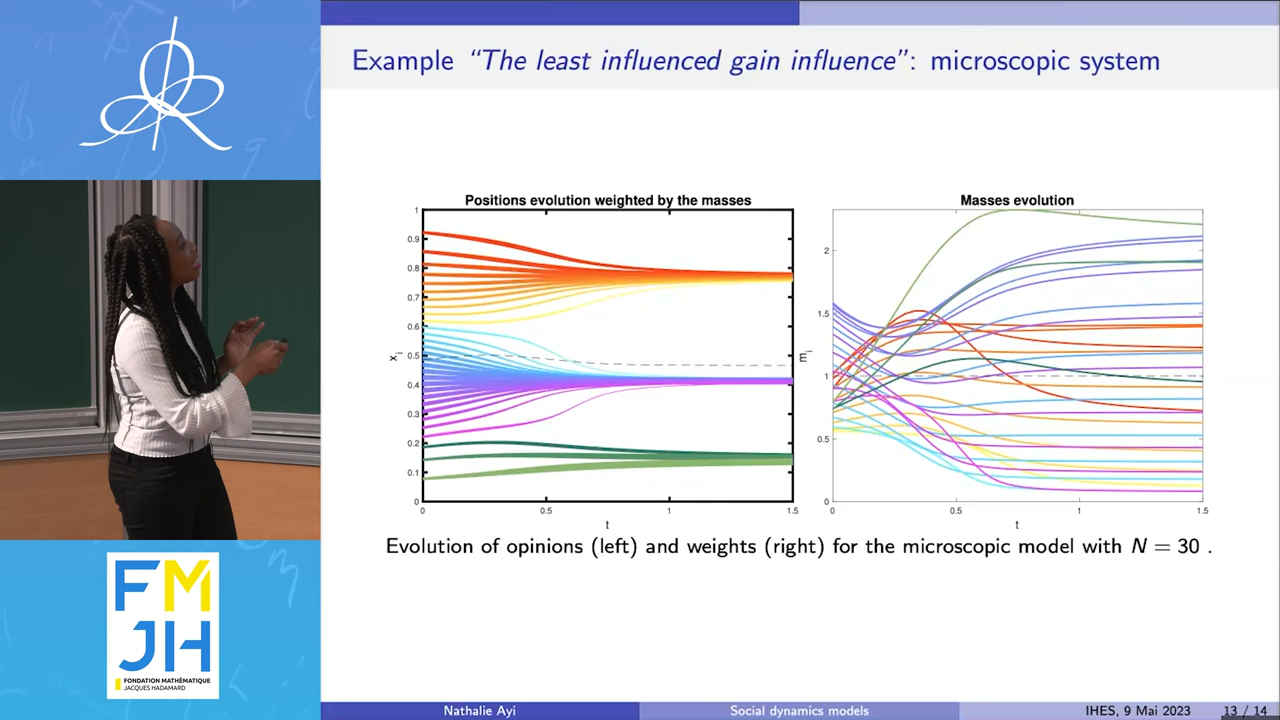 Example “The least influenced gain influence”: microscopic system
Positions evolution weighted by the masses
1
0.9
0.8
0.7
0.6
0.5
0.4
0.3
0.2
0.1
0
x_i
0
0.5
1
1.5
t
Masses evolution
2
1.5
1
0.5
0
m_i
0
0.5
1
1.5
t
Evolution of opinions (left) and weights (right) for the microscopic model with N = 30 .
FM
JH
FONDATION MATHÉMATIQUE
JACQUES HADAMARD
Nathalie Ayi
Social dynamics models
IHES, 9 Mai 2023
13 / 14